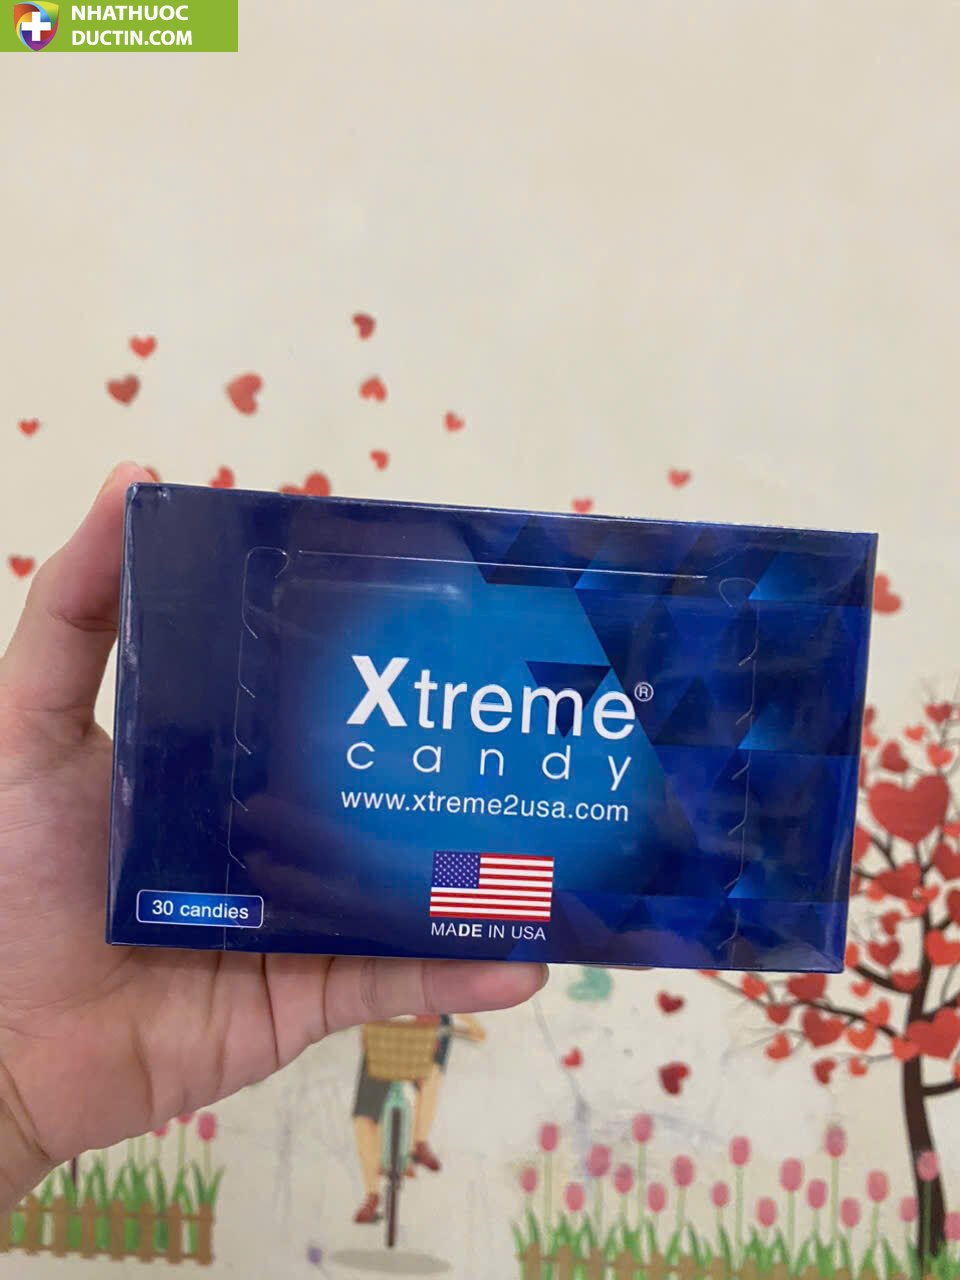 NHATHUOC
DUCTIN.COM
Xtreme®
candy
www.xtreme2usa.com
30 candies
MADE IN USA